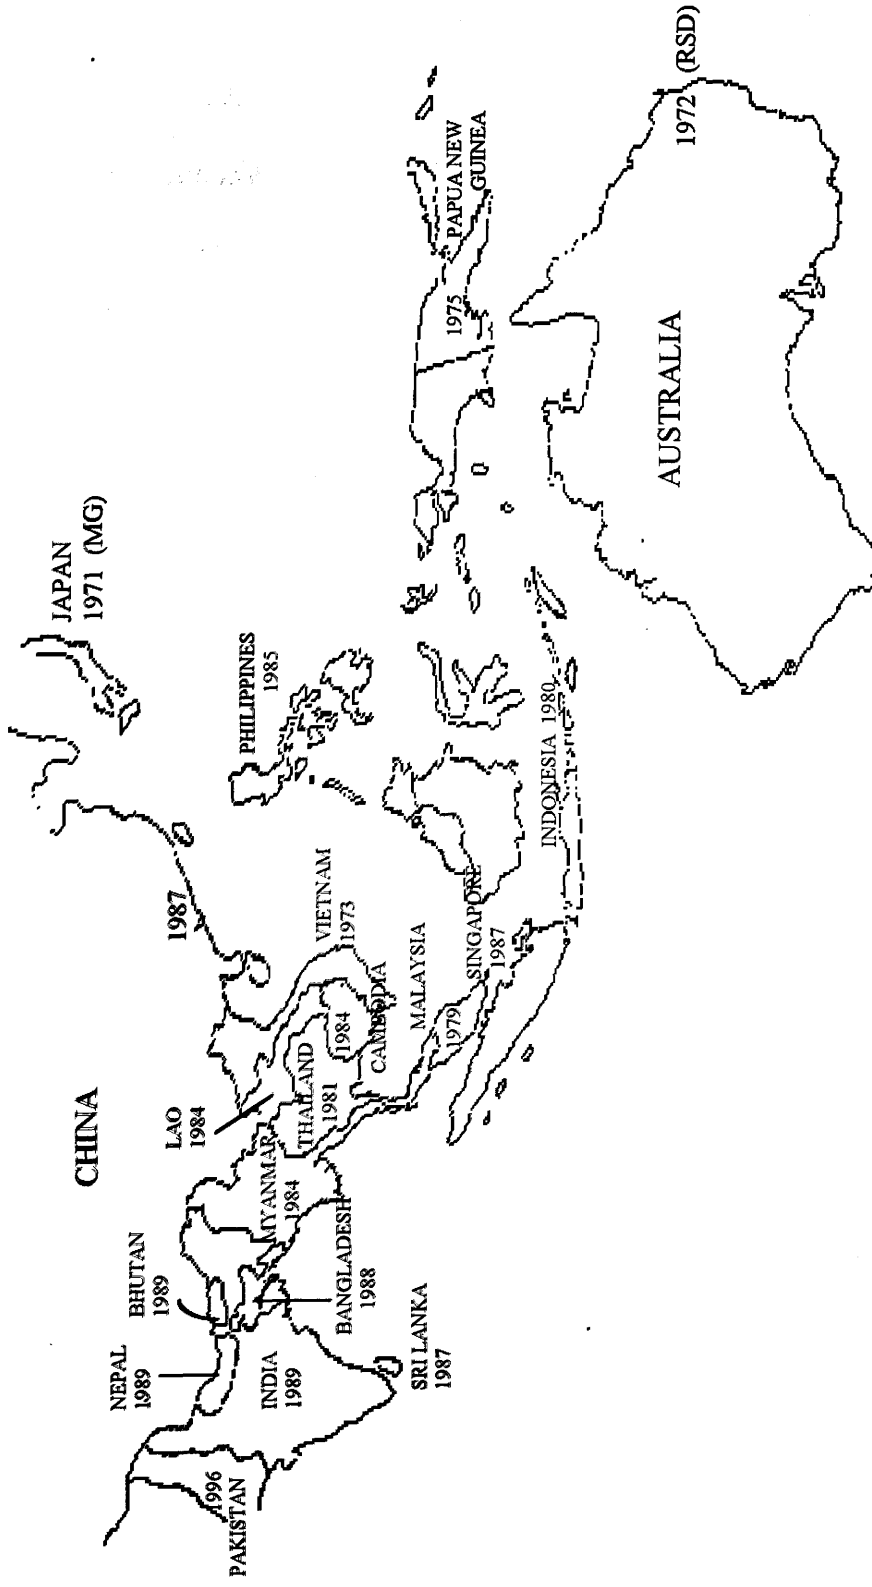 JAPAN
1971 (MG)
CHINA
1987
PHILIPPINES
1985
NEPAL
1989
BHUTAN
1989
LAO
1984
VIETNAM
1973
1996
PAKISTAN
INDIA
1989
MYANMAR
1984
THAILAND
1981
1984
CAMBODIA
BANGLADESH
1988
SRI LANKA
1987
MALAYSIA
1979
SINGAPORE
1987
INDONESIA 1980
PAPUA NEW
GUINEA
1975
AUSTRALIA
1972 (RSD)